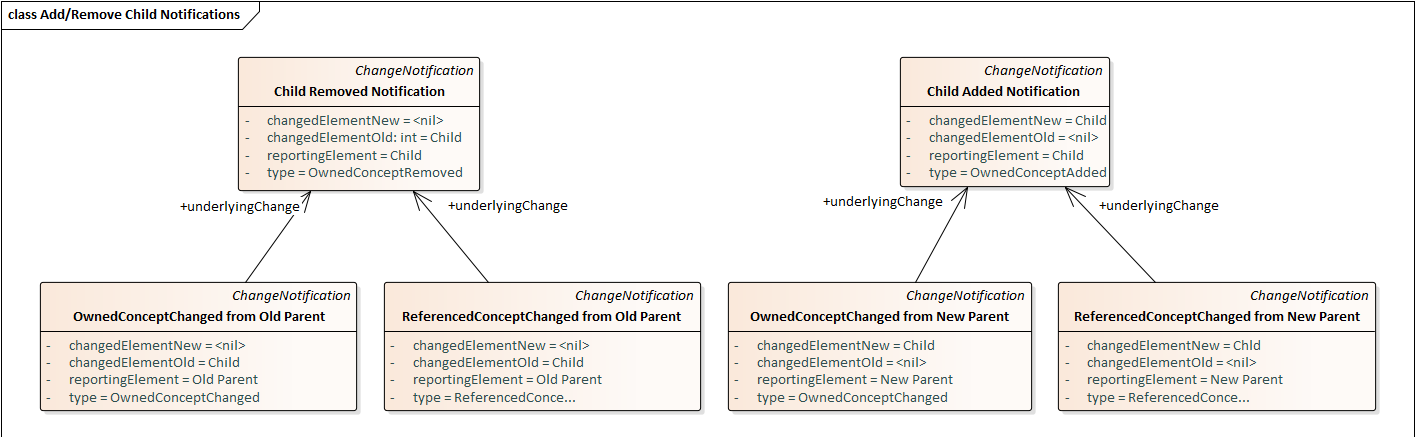 class Add/Remove Child Notifications
ChangeNotification
Child Removed Notification
- changedElementNew = <nil>
- changedElementOld: int = Child
- reportingElement = Child
- type = OwnedConceptRemoved
ChangeNotification
Child Added Notification
- changedElementNew = Child
- changedElementOld = <nil>
- reportingElement = Child
- type = OwnedConceptAdded
+underlyingChange
+underlyingChange
+underlyingChange
+underlyingChange
ChangeNotification
OwnedConceptChanged from Old Parent
- changedElementNew = <nil>
- changedElementOld = Child
- reportingElement = Old Parent
- type = OwnedConceptChanged
ChangeNotification
ReferencedConceptChanged from Old Parent
- changedElementNew = <nil>
- changedElementOld = Child
- reportingElement = Old Parent
- type = ReferencedConce...
ChangeNotification
OwnedConceptChanged from New Parent
- changedElementNew = Child
- changedElementOld = <nil>
- reportingElement = New Parent
- type = OwnedConceptChanged
ChangeNotification
ReferencedConceptChanged from New Parent
- changedElementNew = Chld
- changedElementOld = <nil>
- reportingElement = New Parent
- type = ReferencedConce...